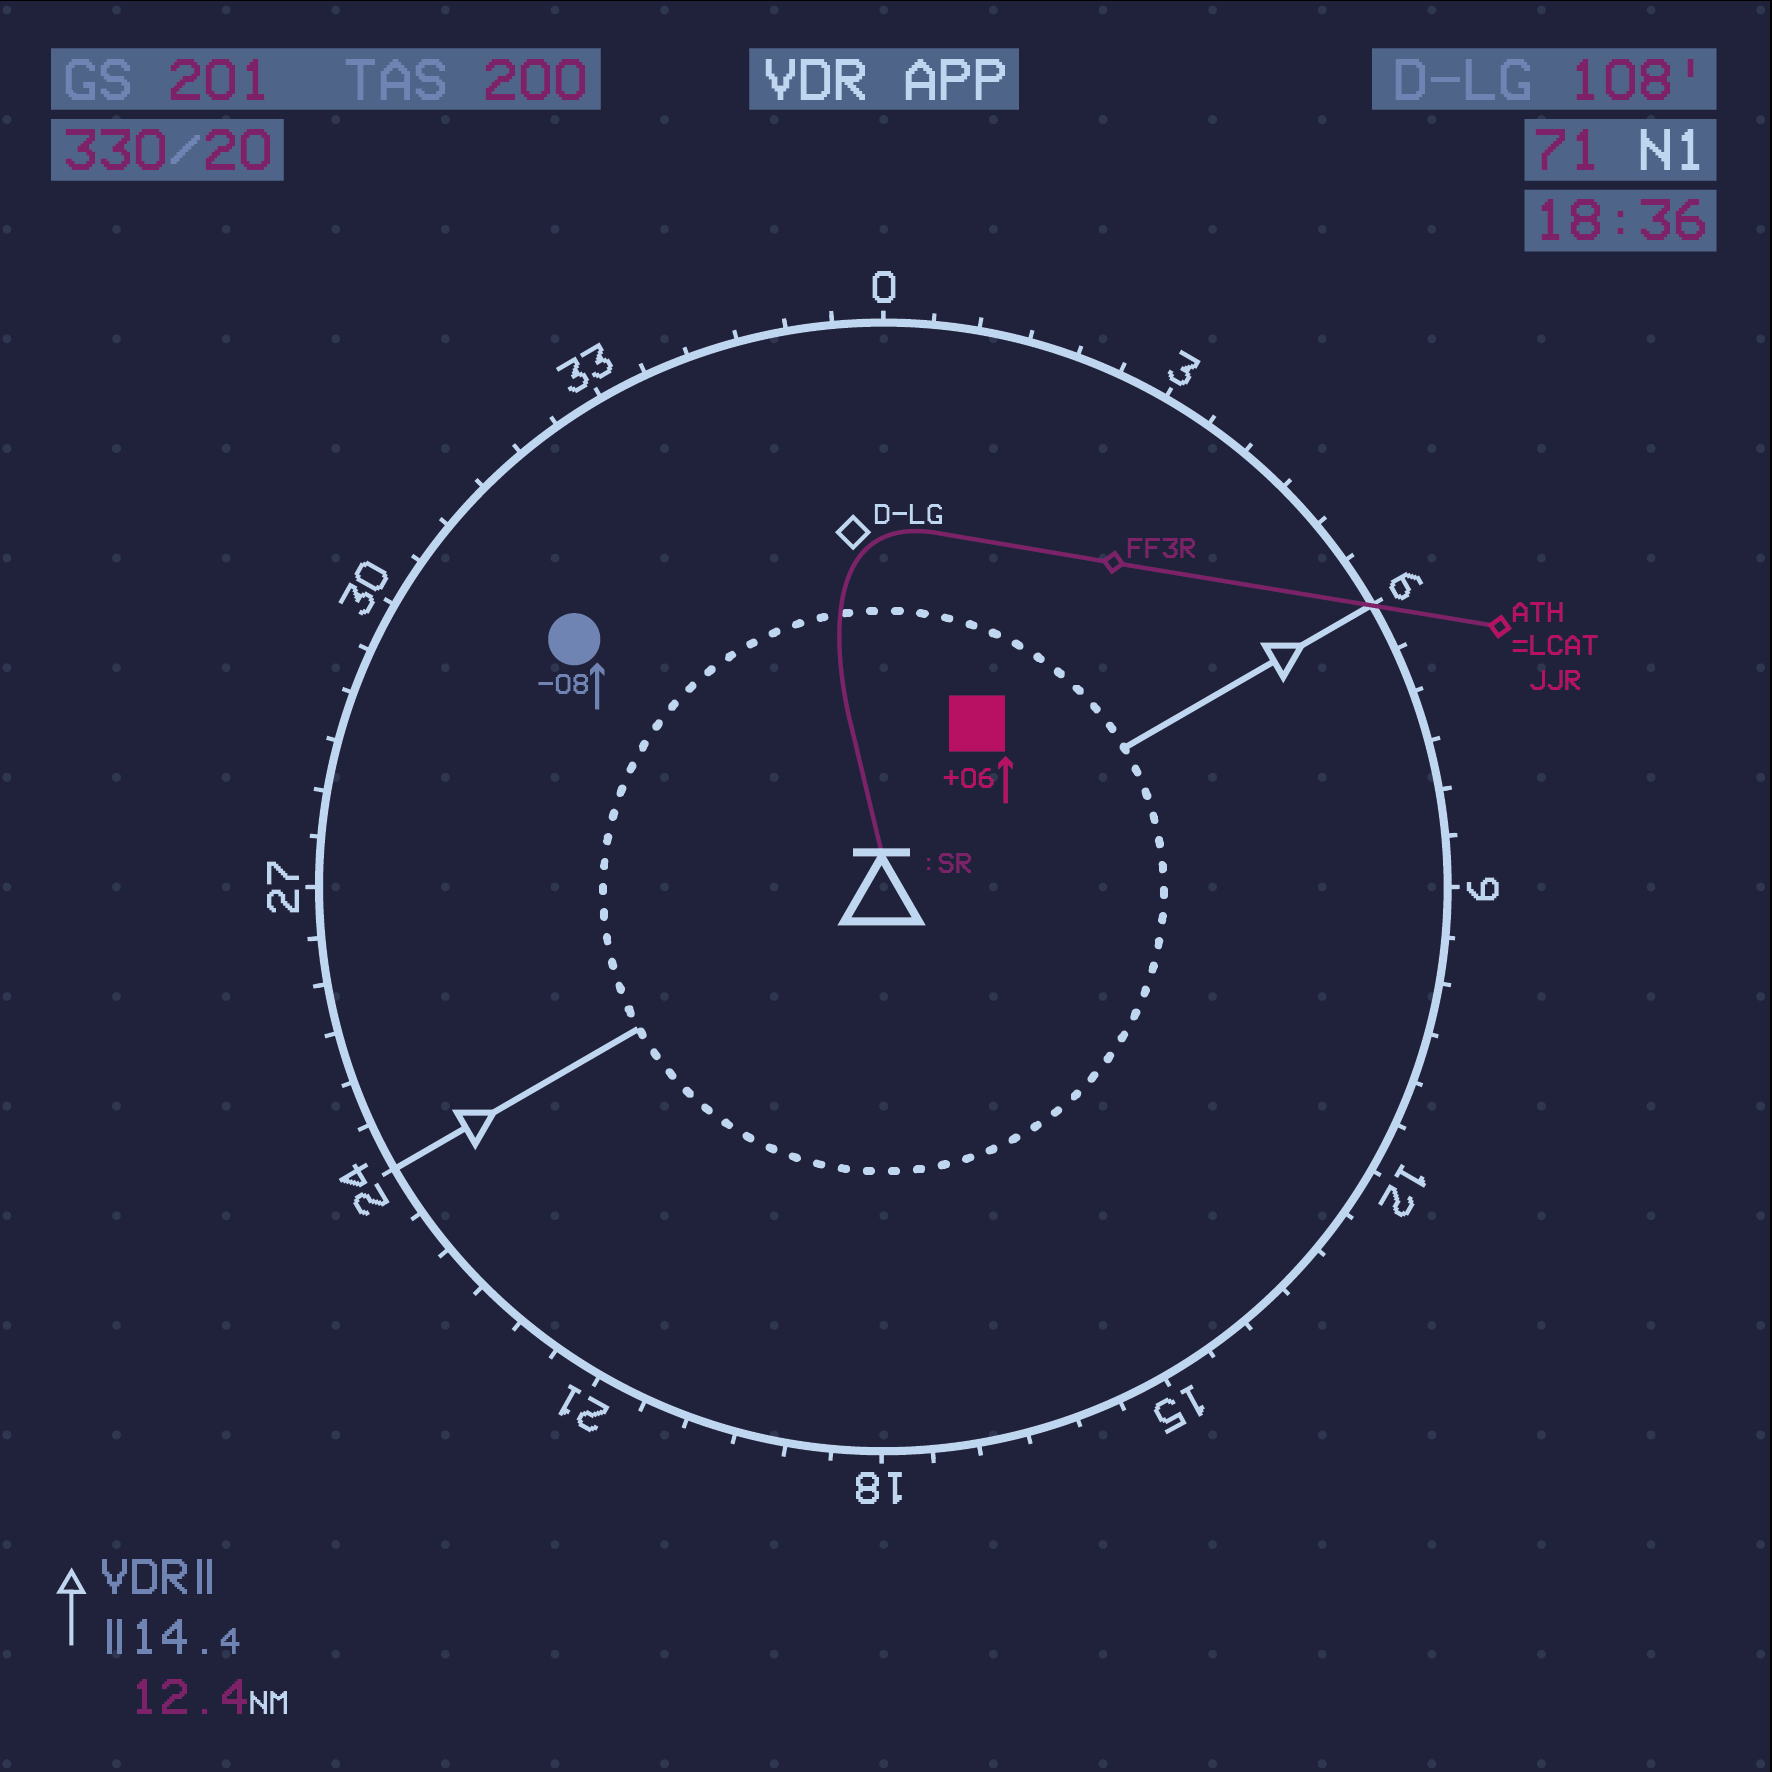 GS 201 TAS 200
VDR APP
D-LG 108'
330/20
71 N1
18:36
0
33
3
30
6
D-LG
FF3R
ATH
=LCAT
JJR
-08
+06
:SR
27
9
24
12
21
15
18
VDR||
||14.4
12.4NM